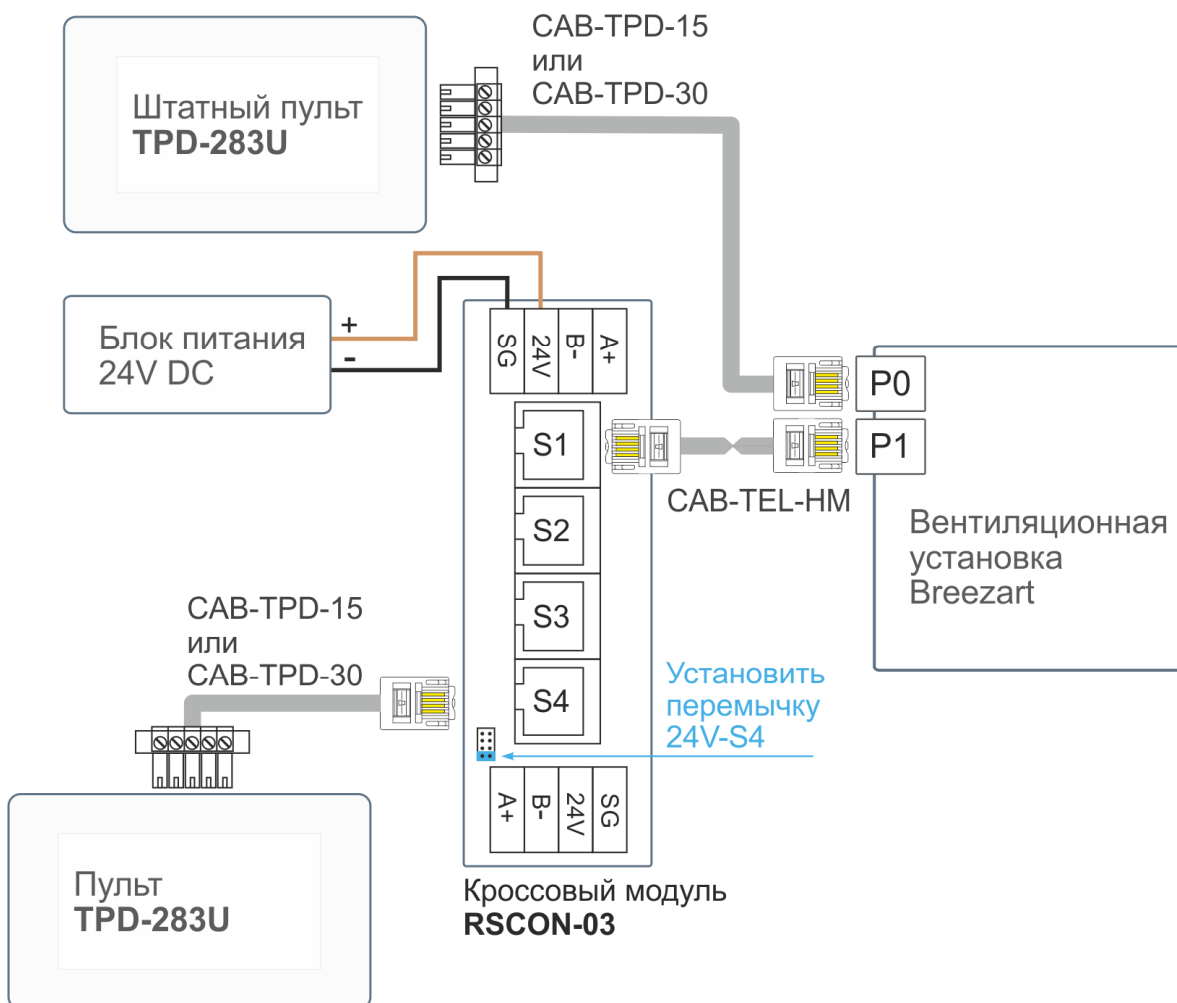 CAB-TPD-15
или
CAB-TPD-30
Штатный пульт
TPD-283U
Блок питания
24V DC
+
-
SG
24V
B-
A+
P0
P1
S1
CAB-TEL-HM
S2
Вентиляционная
установка
Breezart
S3
CAB-TPD-15
или
CAB-TPD-30
S4
Установить
перемычку
24V-S4
A+
B-
24V
SG
Пульт
TPD-283U
Кроссовый модуль
RSCON-03